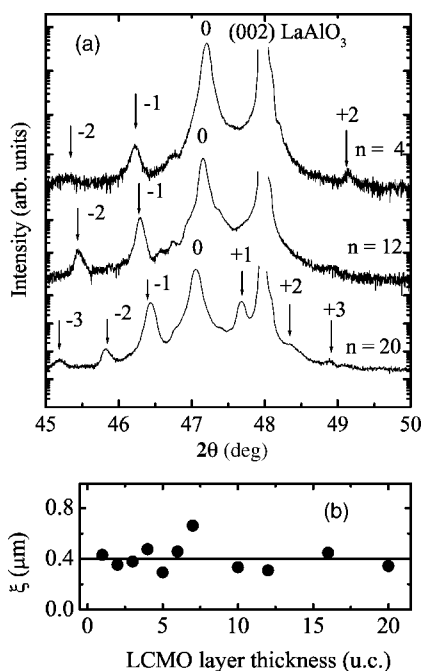 (a)
0
(002) LaAlO₃
-1
-2
+2
n = 4
0
-1
-2
n = 12
0
-1
+1
-2
+2
-3
+3
n = 20
Intensity (arb. units)
45 46 47 48 49 50
2θ (deg)
(b)
0.8
0.4
0.0
ξ (μm)
0 5 10 15 20
LCMO layer thickness (u.c.)